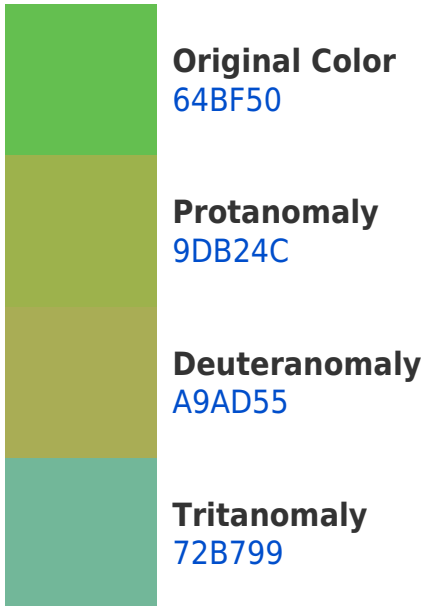 Original Color
64BF50
Protanomaly
9DB24C
Deuteranomaly
A9AD55
Tritanomaly
72B799